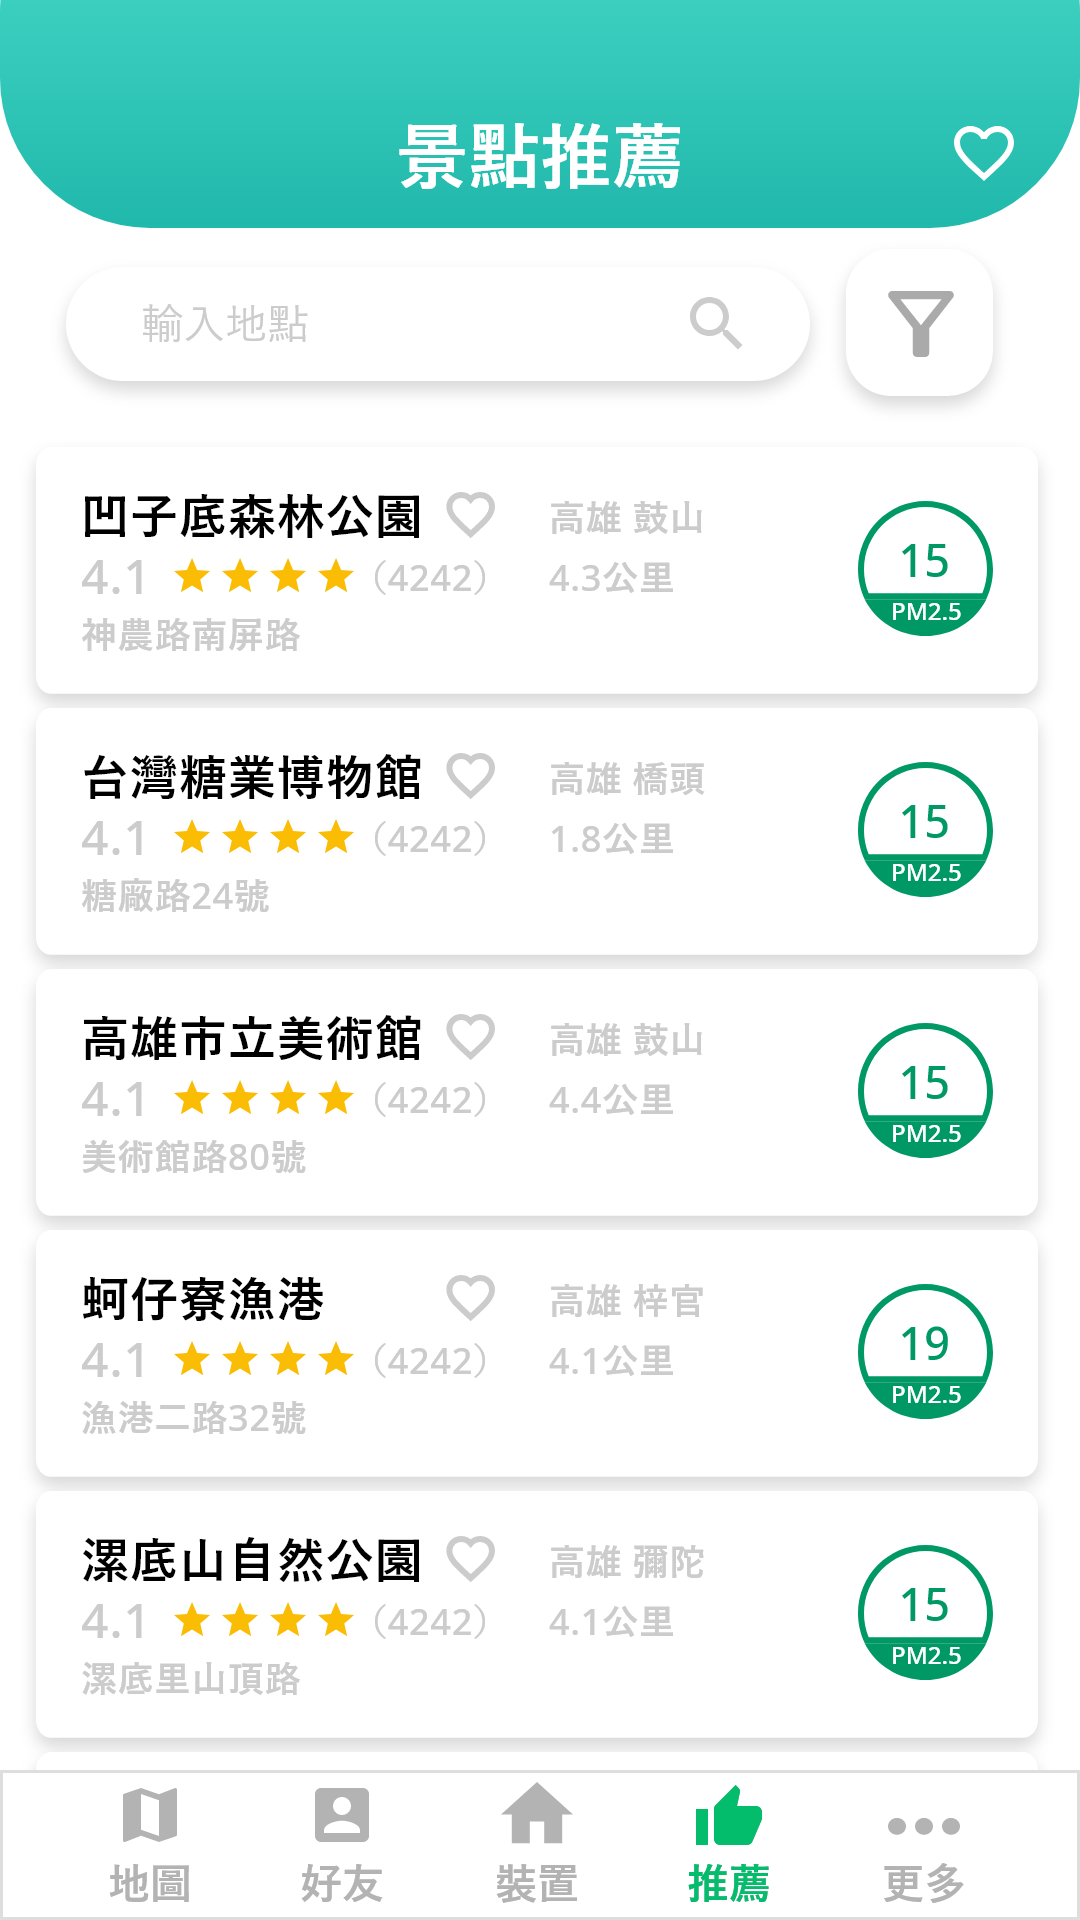 景點推薦
輸入地點
凹子底森林公園 高雄 鼓山
4.1 (4242) 4.3公里
神農路南屏路
15
PM2.5
台灣糖業博物館 高雄 橋頭
4.1 (4242) 1.8公里
糖廠路24號
15
PM2.5
高雄市立美術館 高雄 鼓山
4.1 (4242) 4.4公里
美術館路80號
15
PM2.5
蚵仔寮漁港 高雄 梓官
4.1 (4242) 4.1公里
漁港二路32號
19
PM2.5
漯底山自然公園 高雄 彌陀
4.1 (4242) 4.1公里
漯底里山頂路
15
PM2.5
地圖 好友 裝置 推薦 更多